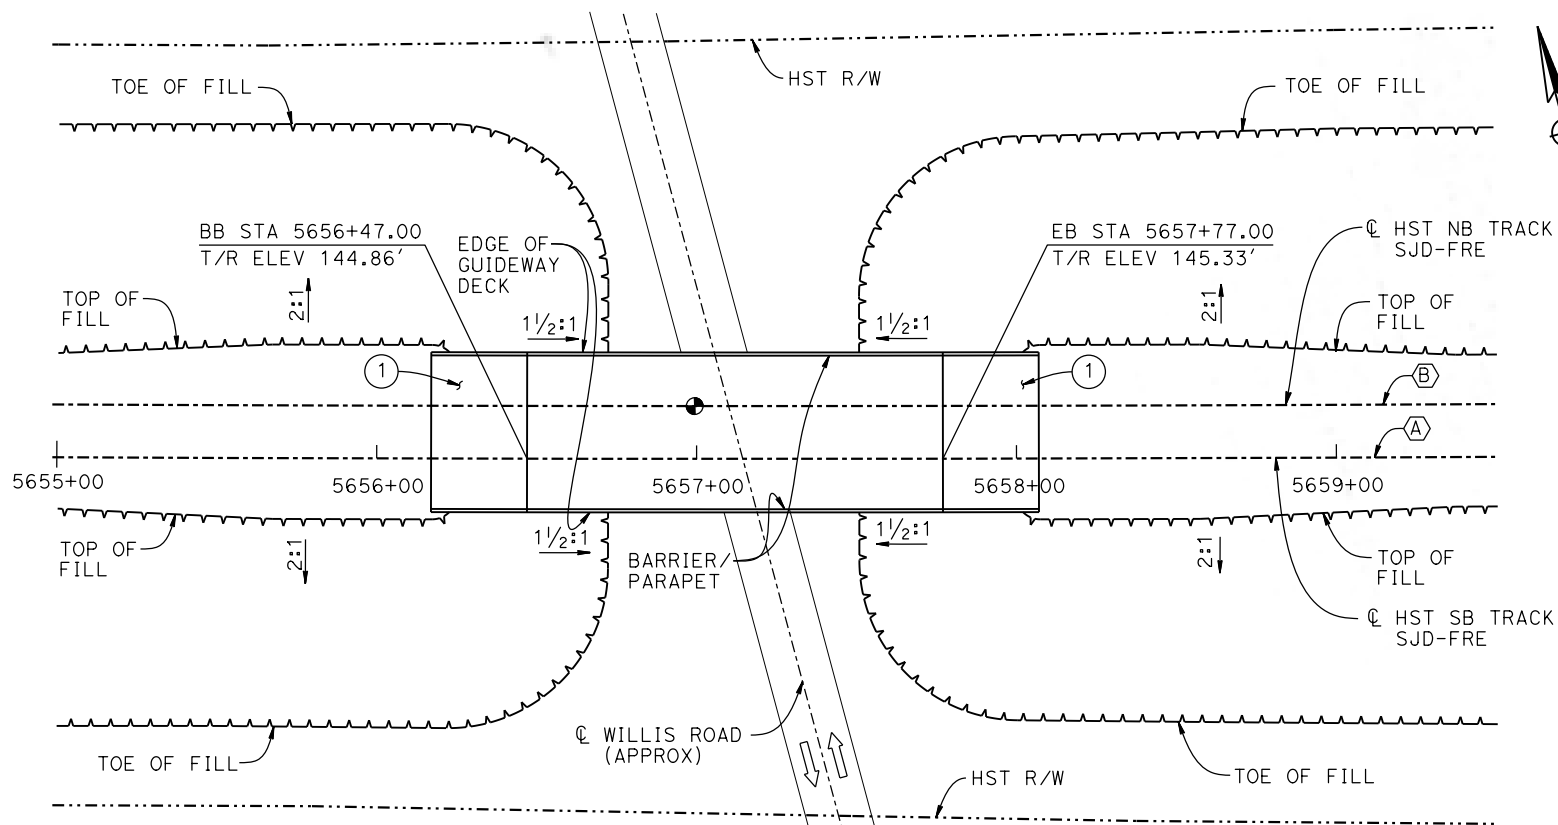 HST R/W
TOE OF FILL
TOE OF FILL
BB STA 5656+47.00
T/R ELEV 144.86′
EDGE OF
GUIDEWAY
DECK
EB STA 5657+77.00
T/R ELEV 145.33′
℄ HST NB TRACK
SJD-FRE
TOP OF
FILL
2:1
2:1
TOP OF
FILL
1½:1
1½:1
1
1
B
A
5655+00
5656+00
5657+00
5658+00
5659+00
1½:1
1½:1
TOP OF
FILL
2:1
BARRIER/
PARAPET
2:1
TOP OF
FILL
℄ HST SB TRACK
SJD-FRE
℄ WILLIS ROAD
(APPROX)
TOE OF FILL
HST R/W
TOE OF FILL